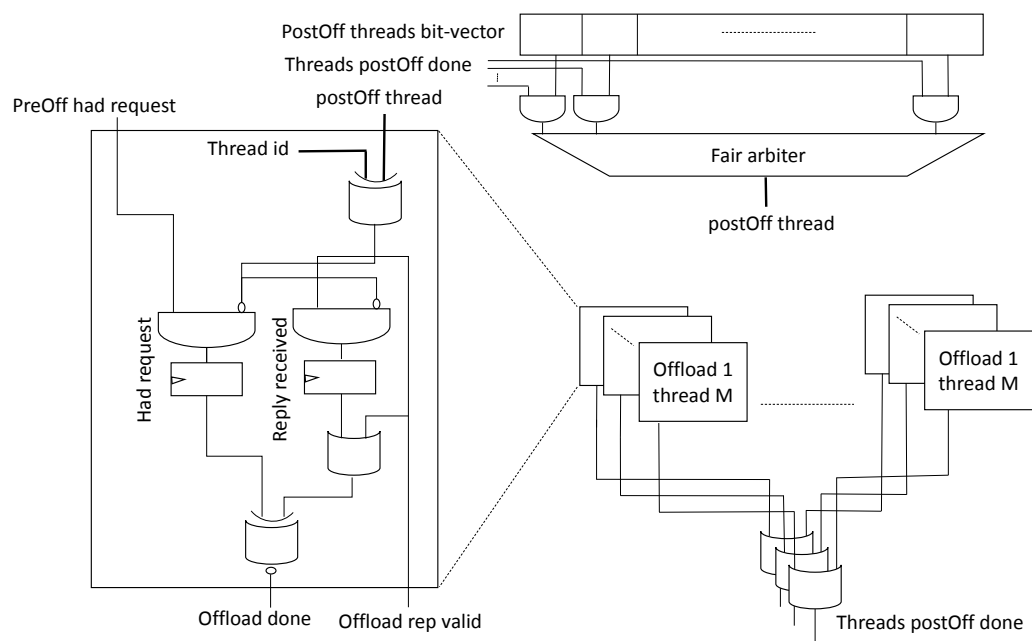 PostOff threads bit-vector
Threads postOff done
postOff thread
PreOff had request
Thread id
Fair arbiter
postOff thread
Had request
Reply received
Offload 1
thread M
Offload 1
thread M
Offload done
Offload rep valid
Threads postOff done